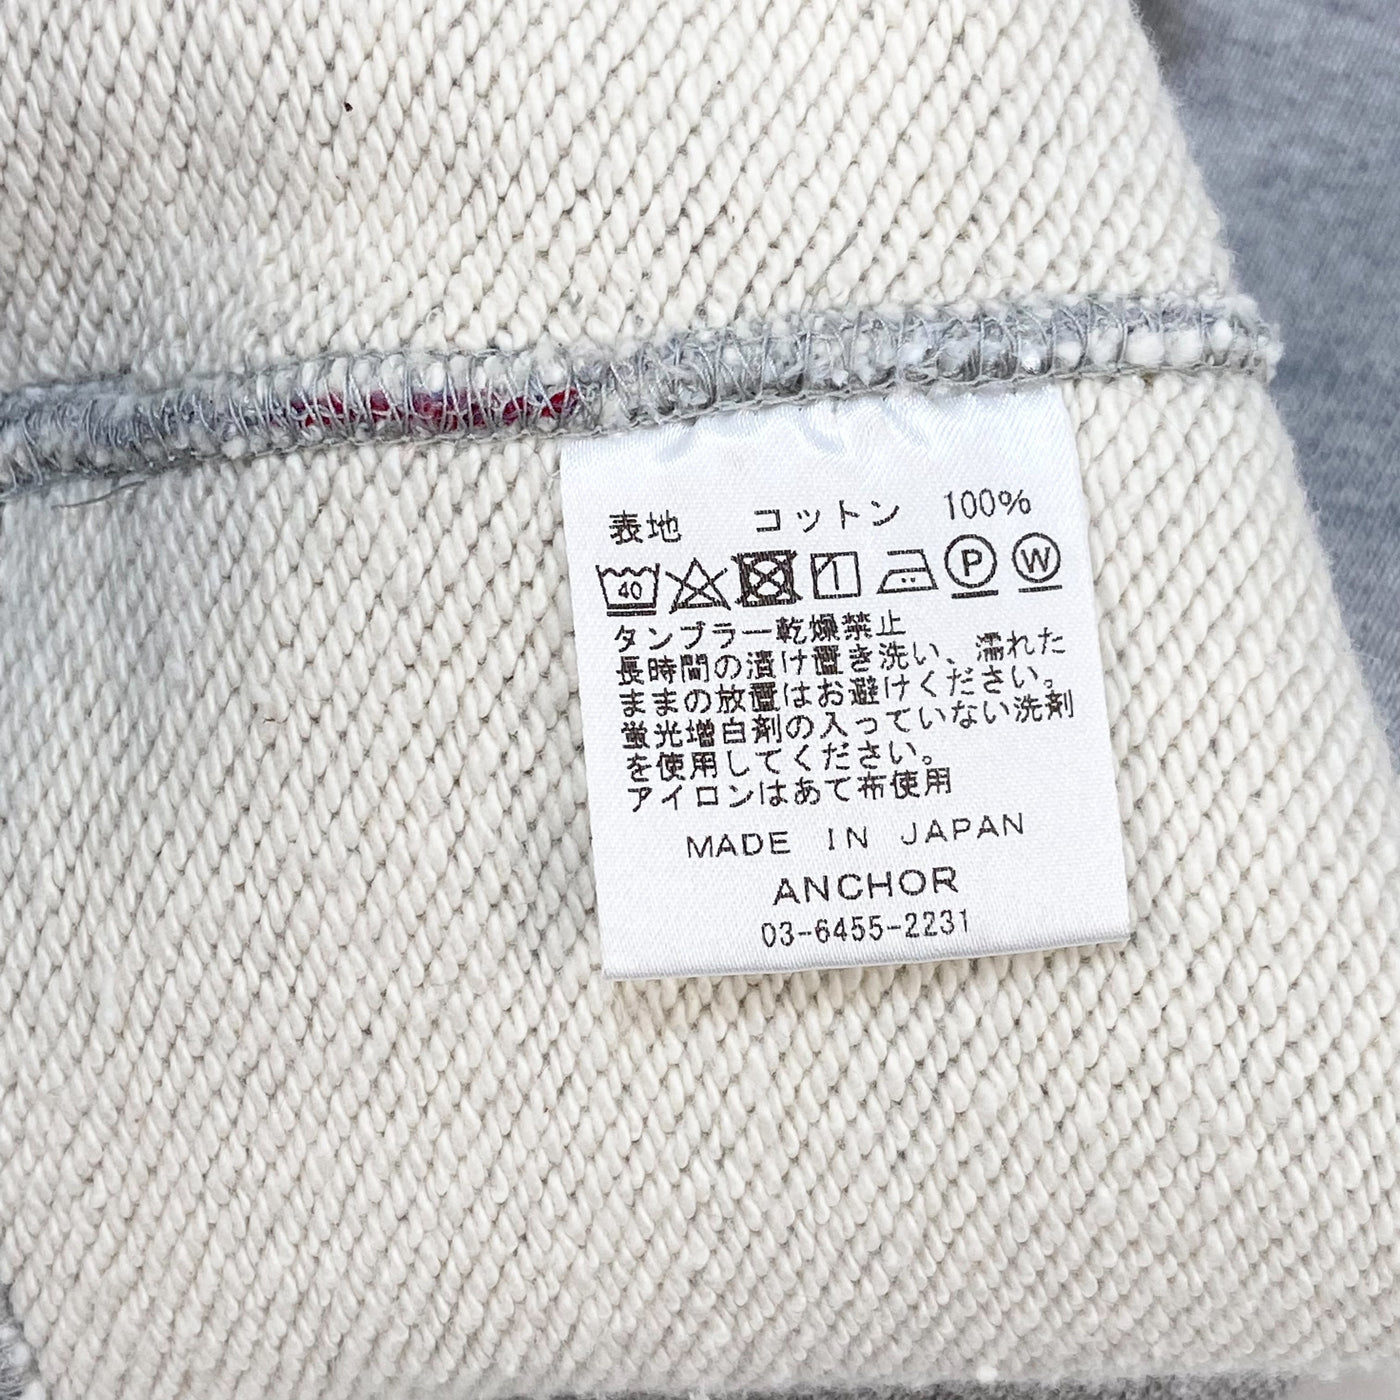 表地 コットン 100%
40 P W
タンブラー乾燥禁止
長時間の漬け置き洗い、濡れた
ままの放置はお避けください。
蛍光増白剤の入っていない洗剤
を使用してください。
アイロンはあて布使用
MADE IN JAPAN
ANCHOR
03-6455-2231